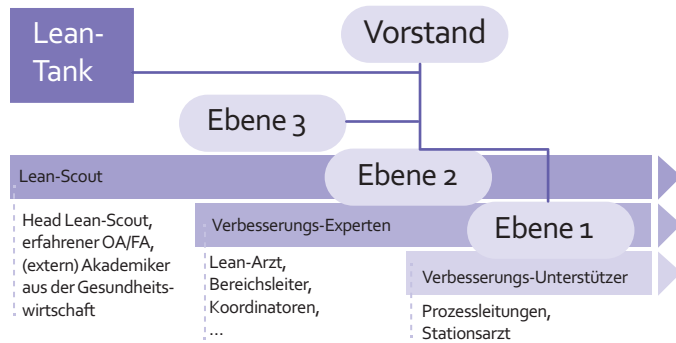 Lean-
Tank
Vorstand
Ebene 3
Ebene 2
Lean-Scout
Ebene 1
Head Lean-Scout,
erfahrener OA/FA,
(extern) Akademiker
aus der Gesundheits-
wirtschaft
Verbesserungs-Experten
Lean-Arzt,
Bereichsleiter,
Koordinatoren,
...
Verbesserungs-Unterstützer
Prozessleitungen,
Stationsarzt